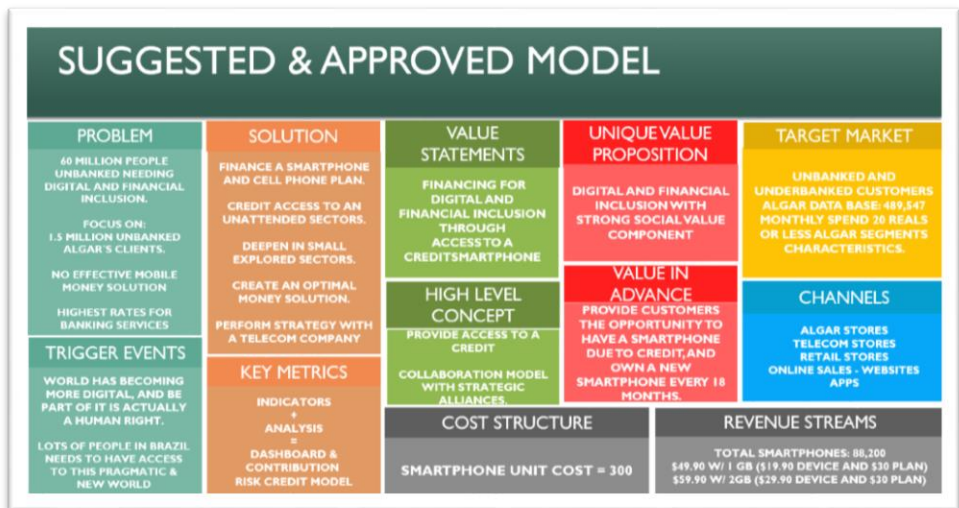 SUGGESTED & APPROVED MODEL
PROBLEM
60 MILLION PEOPLE
UNBANKED NEEDING
DIGITAL AND FINANCIAL
INCLUSION.
FOCUS ON:
1.5 MILLION UNBANKED
ALGAR'S CLIENTS.
NO EFFECTIVE MOBILE
MONEY SOLUTION
HIGHEST RATES FOR
BANKING SERVICES
TRIGGER EVENTS
WORLD HAS BECOMING
MORE DIGITAL, AND BE
PART OF IT IS ACTUALLY
A HUMAN RIGHT.
LOTS OF PEOPLE IN BRAZIL
NEEDS TO HAVE ACCESS
TO THIS PRAGMATIC &
NEW WORLD
SOLUTION
FINANCE A SMARTPHONE
AND CELL PHONE PLAN.
CREDIT ACCESS TO AN
UNATTENDED SECTORS.
DEEPEN IN SMALL
EXPLORED SECTORS.
CREATE AN OPTIMAL
MONEY SOLUTION.
PERFORM STRATEGY WITH
A TELECOM COMPANY
KEY METRICS
INDICATORS
+
ANALYSIS
=
DASHBOARD &
CONTRIBUTION
RISK CREDIT MODEL
VALUE
STATEMENTS
FINANCING FOR
DIGITAL AND
FINANCIAL INCLUSION
THROUGH
ACCESS TO A
CREDITSMARTPHONE
HIGH LEVEL
CONCEPT
PROVIDE ACCESS TO A
CREDIT
COLLABORATION MODEL
WITH STRATEGIC
ALLIANCES.
UNIQUE VALUE
PROPOSITION
DIGITAL AND FINANCIAL
INCLUSION WITH
STRONG SOCIAL VALUE
COMPONENT
VALUE IN
ADVANCE
PROVIDE CUSTOMERS
THE OPPORTUNITY TO
HAVE A SMARTPHONE
DUE TO CREDIT, AND
OWN A NEW
SMARTPHONE EVERY 18
MONTHS.
TARGET MARKET
UNBANKED AND
UNDERBANKED CUSTOMERS
ALGAR DATA BASE: 489,547
MONTHLY SPEND 20 REALS
OR LESS ALGAR SEGMENTS
CHARACTERISTICS.
CHANNELS
ALGAR STORES
TELECOM STORES
RETAIL STORES
ONLINE SALES - WEBSITES
APPS
COST STRUCTURE
SMARTPHONE UNIT COST = 300
REVENUE STREAMS
TOTAL SMARTPHONES: 88,200
$49.90 W/ 1 GB ($19.90 DEVICE AND $30 PLAN)
$59.90 W/ 2GB ($29.90 DEVICE AND $30 PLAN)